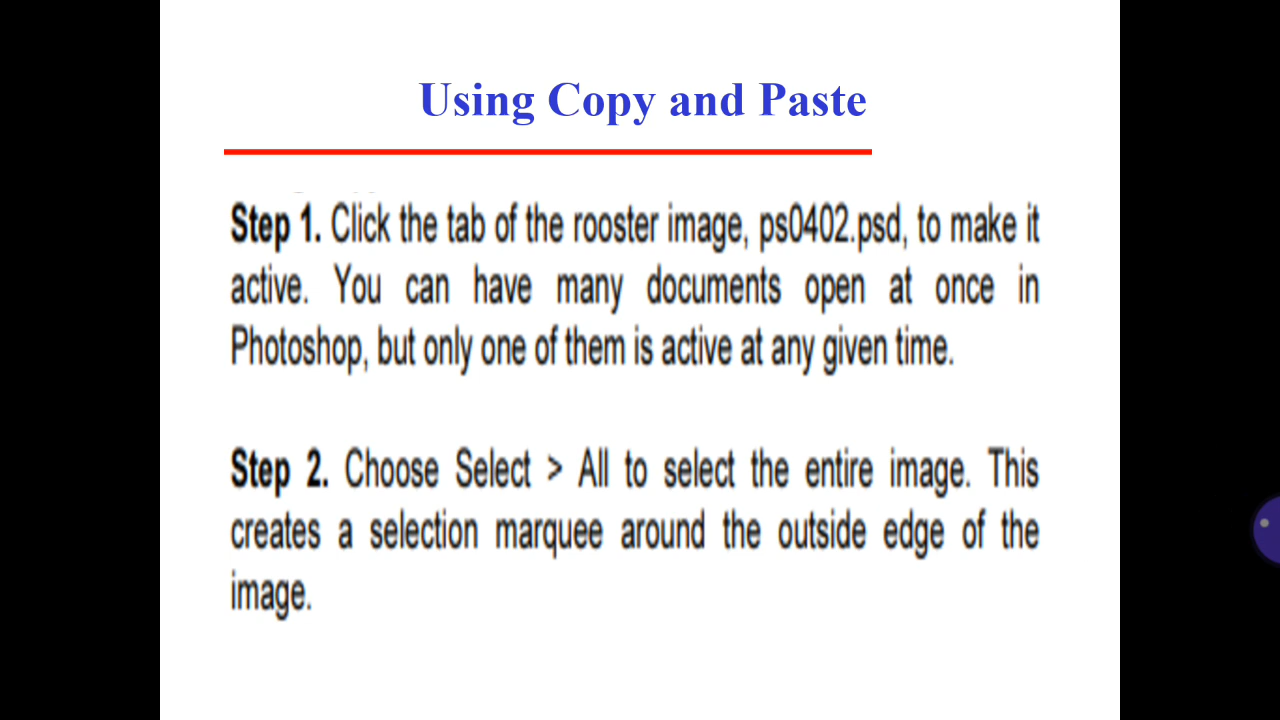 Using Copy and Paste
Step 1. Click the tab of the rooster image, ps0402.psd, to make it
active. You can have many documents open at once in
Photoshop, but only one of them is active at any given time.
Step 2. Choose Select > All to select the entire image. This
creates a selection marquee around the outside edge of the
image.